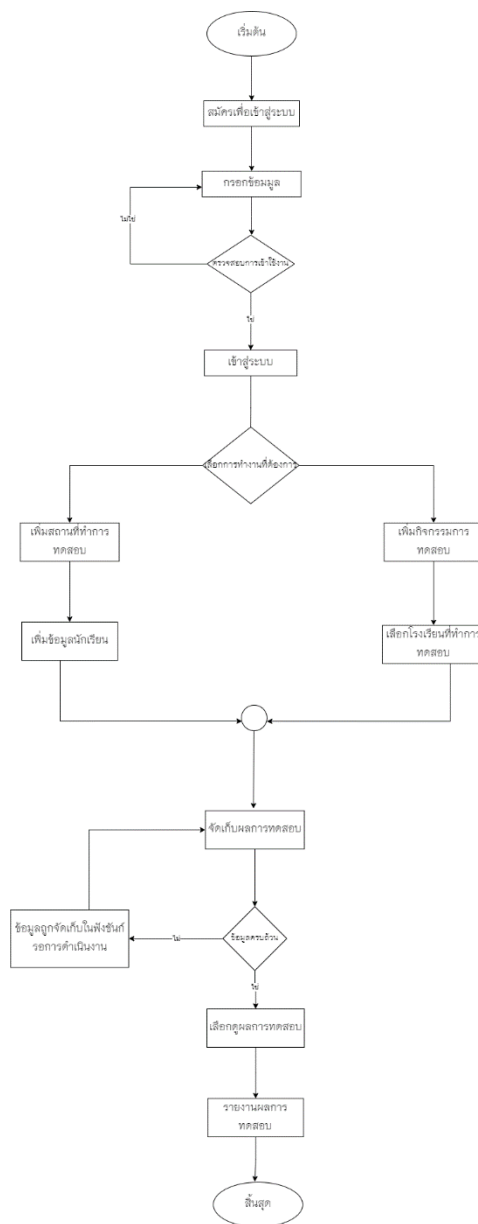 เริ่มต้น
สมัครเพื่อเข้าสู่ระบบ
กรอกข้อมมูล
ไม่ใช่
ตรวจสอบการเข้าใช้งาน
ใช่
เข้าสู่ระบบ
เลือกการทำงานที่ต้องการ
เพิ่มสถานที่ทำการ
ทดสอบ
เพิ่มกิจกรรมการ
ทดสอบ
เพิ่มข้อมูลนักเรียน
เลือกโรงเรียนที่ทำการ
ทดสอบ
จัดเก็บผลการทดสอบ
ข้อมูลถูกจัดเก็บในฟังชันก์
รอการดำเนินงาน
ใม่
ข้อมูลครบถ้วน
ใช่
เลือกดูผลการทดสอบ
รายงานผลการ
ทดสอบ
สิ้นสุด